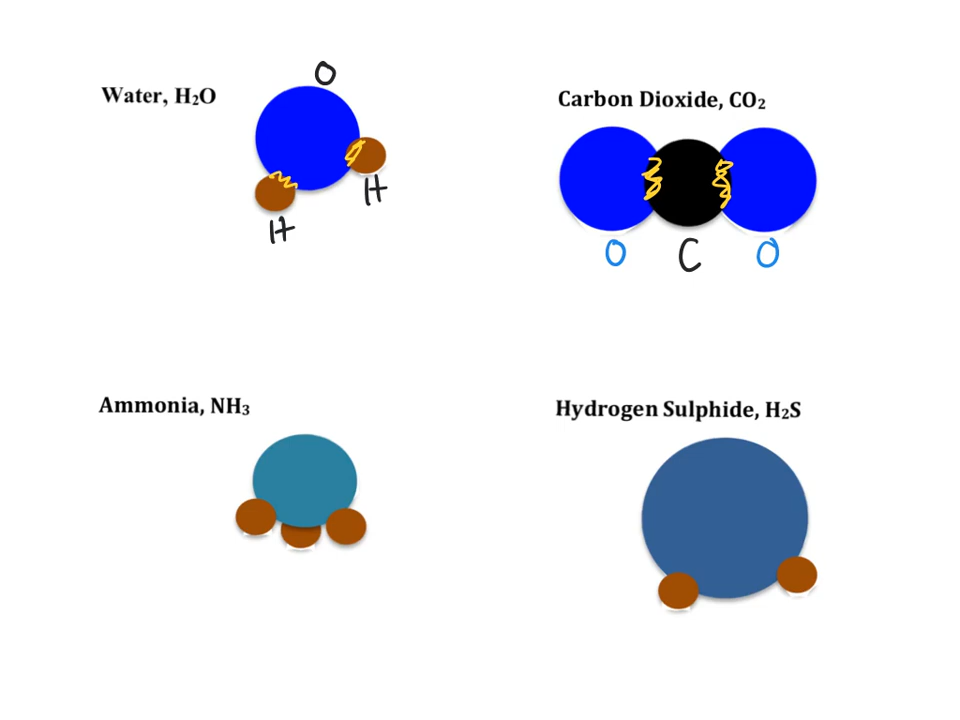 Water, H₂O
O
H
H
Carbon Dioxide, CO₂
O C O
Ammonia, NH₃
Hydrogen Sulphide, H₂S